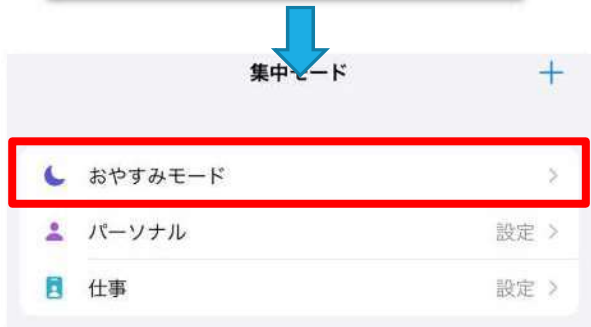 集中モード
おやすみモード
パーソナル 設定
仕事 設定